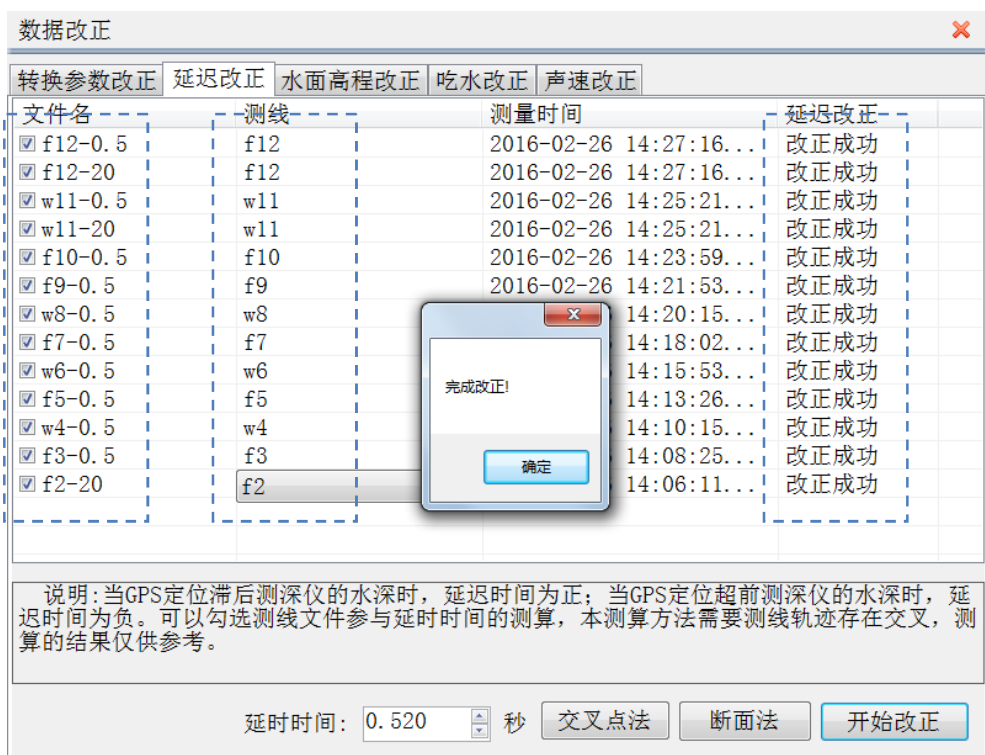 数据改正
转换参数改正 延迟改正 水面高程改正 吃水改正 声速改正
文件名 测线 测量时间 延迟改正
f12-0.5 f12 2016-02-26 14:27:16... 改正成功
f12-20 f12 2016-02-26 14:27:16... 改正成功
w11-0.5 w11 2016-02-26 14:25:21... 改正成功
w11-20 w11 2016-02-26 14:25:21... 改正成功
f10-0.5 f10 2016-02-26 14:23:59... 改正成功
f9-0.5 f9 2016-02-26 14:21:53... 改正成功
w8-0.5 w8 14:20:15... 改正成功
f7-0.5 f7 14:18:02... 改正成功
w6-0.5 w6 14:15:53... 改正成功
f5-0.5 f5 14:13:26... 改正成功
w4-0.5 w4 14:10:15... 改正成功
f3-0.5 f3 14:08:25... 改正成功
f2-20 f2 14:06:11... 改正成功
完成改正!
确定
说明:当GPS定位滞后测深仪的水深时，延迟时间为正；当GPS定位超前测深仪的水深时，延
迟时间为负。可以勾选测线文件参与延时时间的测算，本测算方法需要测线轨迹存在交叉，测
算的结果仅供参考。
延时时间: 0.520 秒 交叉点法 断面法 开始改正